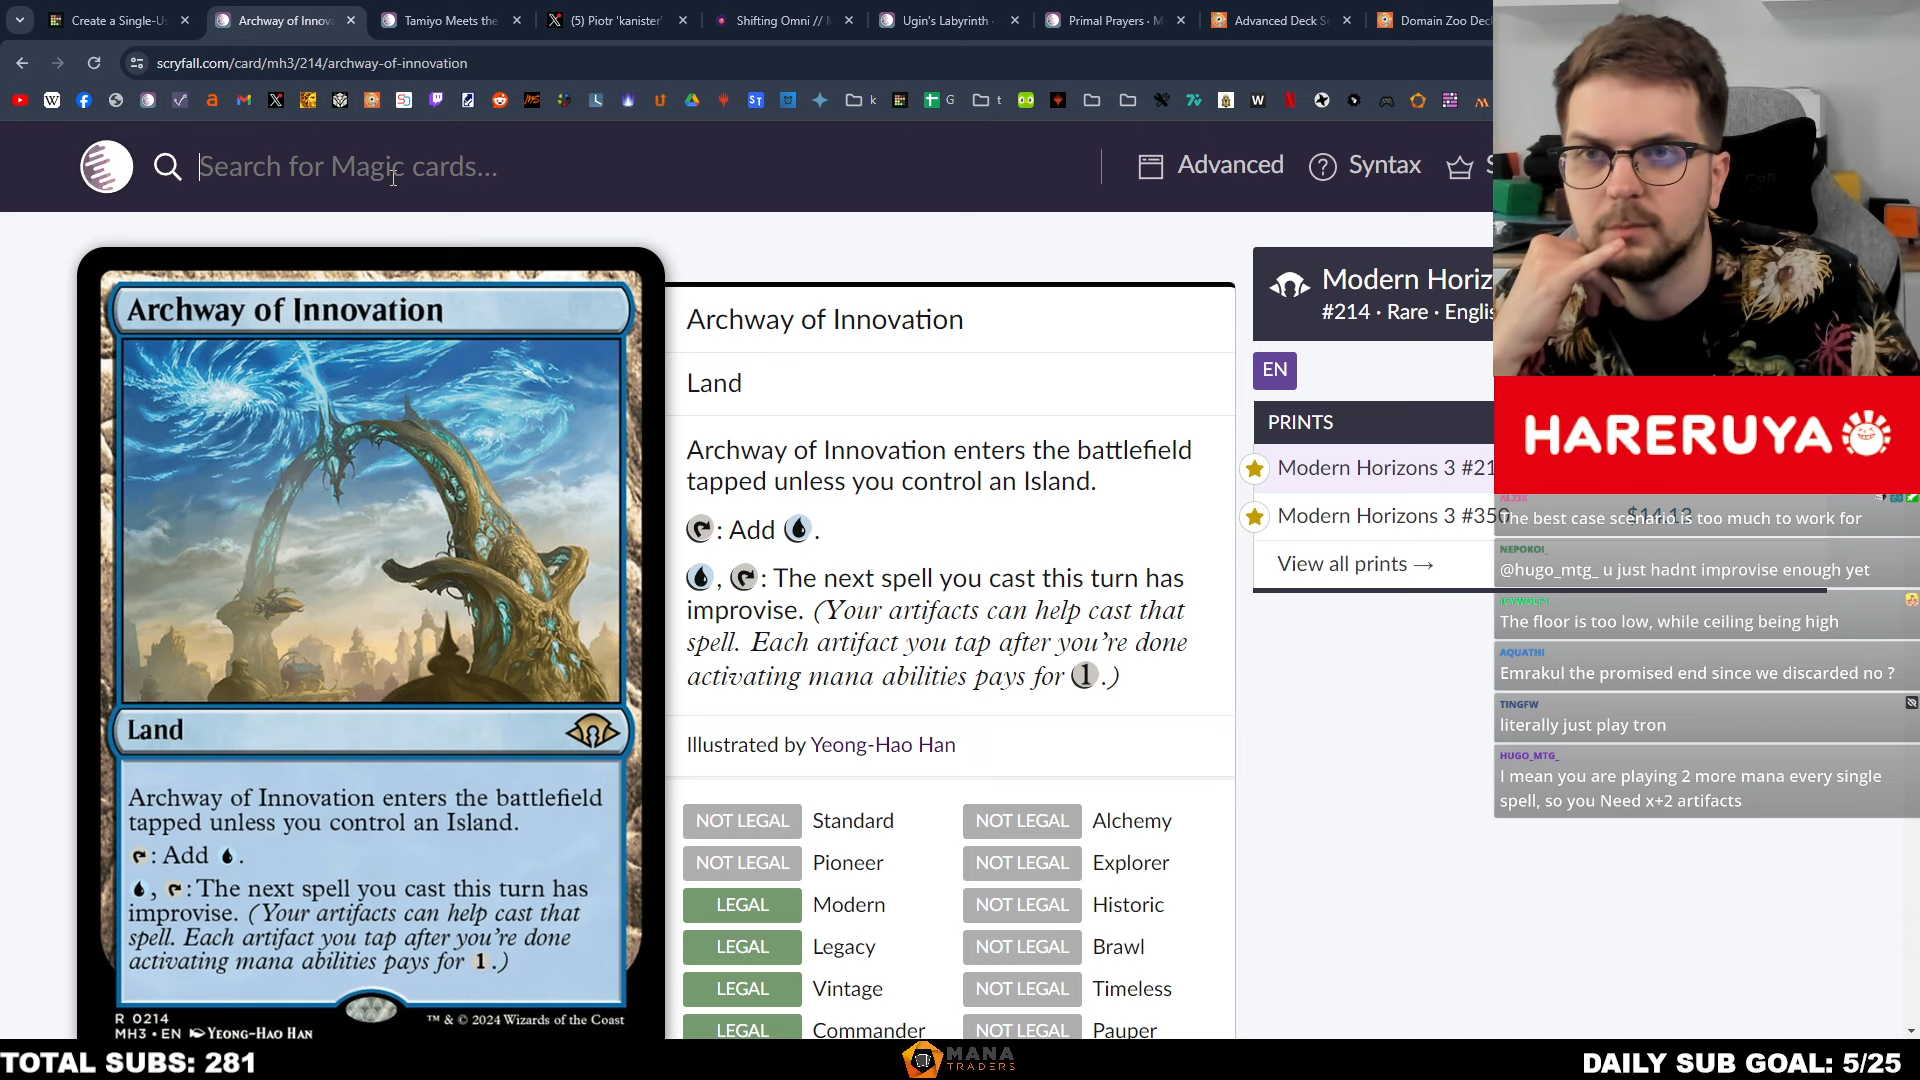 Create a Single-Us
Archway of Innova
Tamiyo Meets the
(5) Piotr 'kanister'
Shifting Omni //
Ugin's Labyrinth
Primal Prayers
Advanced Deck S
Domain Zoo Dec
scryfall.com/card/mh3/214/archway-of-innovation
Search for Magic cards...
Advanced
Syntax
Archway of Innovation
Land
Archway of Innovation enters the battlefield
tapped unless you control an Island.
: Add .
, : The next spell you cast this turn has
improvise. (Your artifacts can help cast that
spell. Each artifact you tap after you're done
activating mana abilities pays for 1.)
R 0214
MH3 • EN Yeong-Hao Han
™ & © 2024 Wizards of the Coast
Archway of Innovation
Land
Archway of Innovation enters the battlefield
tapped unless you control an Island.
: Add .
, : The next spell you cast this turn has
improvise. (Your artifacts can help cast that
spell. Each artifact you tap after you're done
activating mana abilities pays for 1.)
Illustrated by Yeong-Hao Han
NOT LEGAL Standard NOT LEGAL Alchemy
NOT LEGAL Pioneer NOT LEGAL Explorer
LEGAL Modern NOT LEGAL Historic
LEGAL Legacy NOT LEGAL Brawl
LEGAL Vintage NOT LEGAL Timeless
LEGAL Commander NOT LEGAL Pauper
Modern Horiz
#214 · Rare · Englis
EN
PRINTS
Modern Horizons 3 #21
Modern Horizons 3 #350 $14.13
View all prints →
HARERUYA
The best case scenario is too much to work for
NEPOKOI_
@hugo_mtg_ u just hadnt improvise enough yet
The floor is too low, while ceiling being high
AQUATHI
Emrakul the promised end since we discarded no ?
TINGFW
literally just play tron
HUGO_MTG_
I mean you are playing 2 more mana every single
spell, so you Need x+2 artifacts
TOTAL SUBS: 281
MANA
TRADERS
DAILY SUB GOAL: 5/25